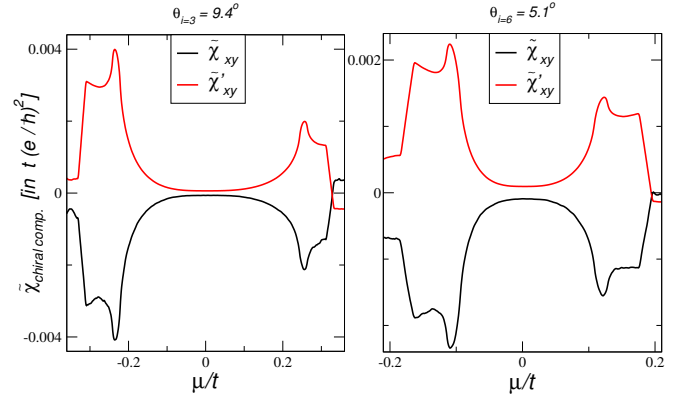 θi=3 = 9.4°
θi=6 = 5.1°
χ̃chiral comp. [in t (e / ħ)²]
0.004
0
-0.004
χ̃ xy
χ̃'xy
-0.2
0
0.2
μ/t
0.002
0
χ̃ xy
χ̃'xy
-0.2
-0.1
0
0.1
0.2
μ/t